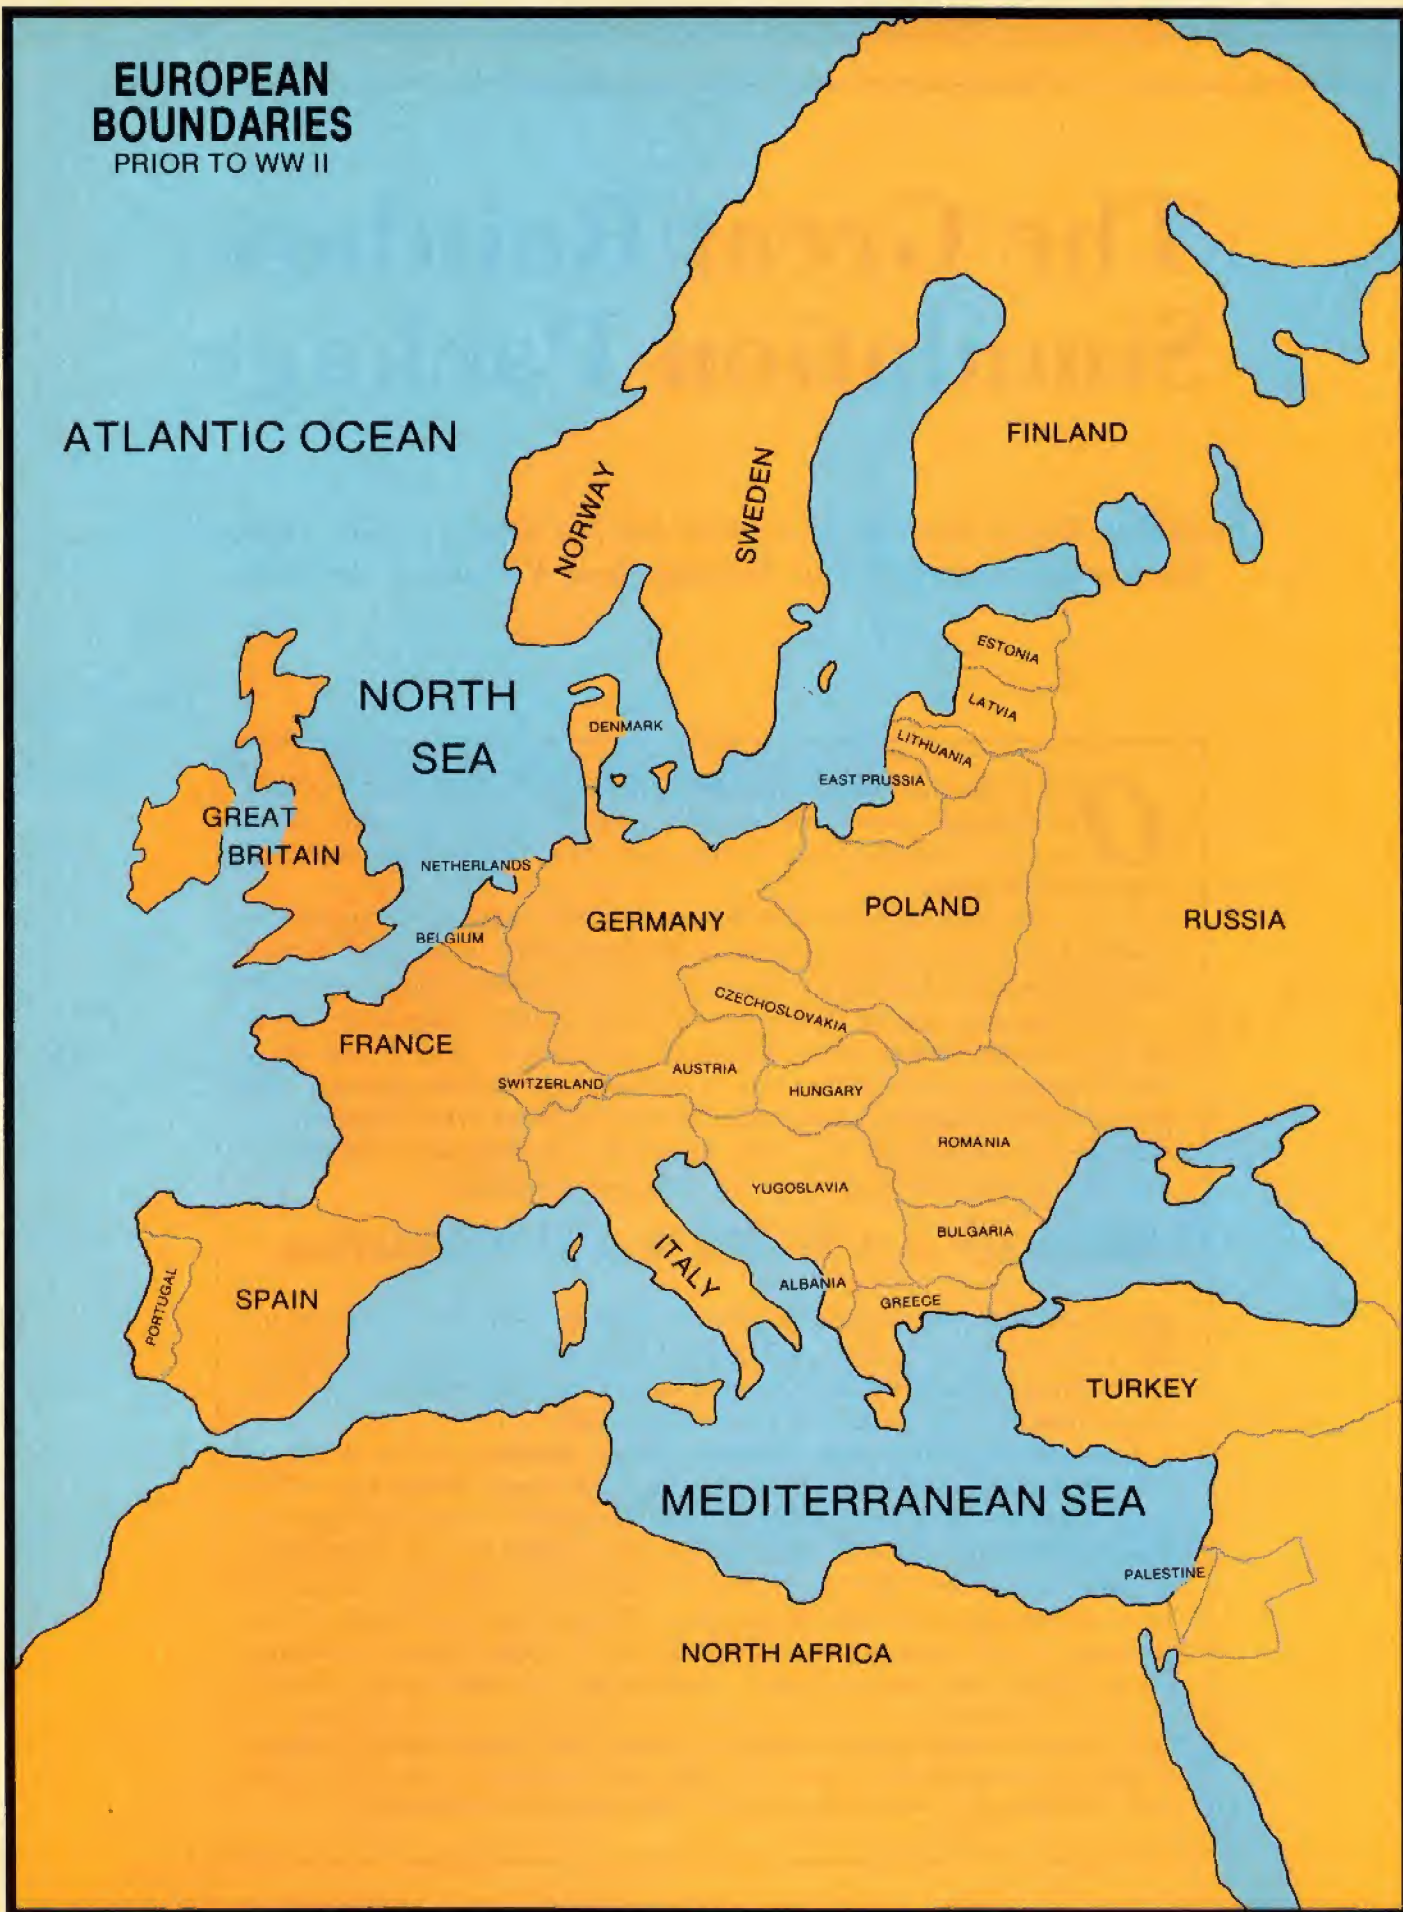 EUROPEAN
BOUNDARIES
PRIOR TO WW II
ATLANTIC OCEAN
FINLAND
NORWAY
SWEDEN
ESTONIA
NORTH
SEA
LATVIA
DENMARK
LITHUANIA
EAST PRUSSIA
GREAT
BRITAIN
NETHERLANDS
GERMANY
POLAND
RUSSIA
BELGIUM
CZECHOSLOVAKIA
FRANCE
AUSTRIA
SWITZERLAND
HUNGARY
ROMANIA
YUGOSLAVIA
BULGARIA
ITALY
ALBANIA
PORTUGAL
SPAIN
GREECE
TURKEY
MEDITERRANEAN SEA
PALESTINE
NORTH AFRICA